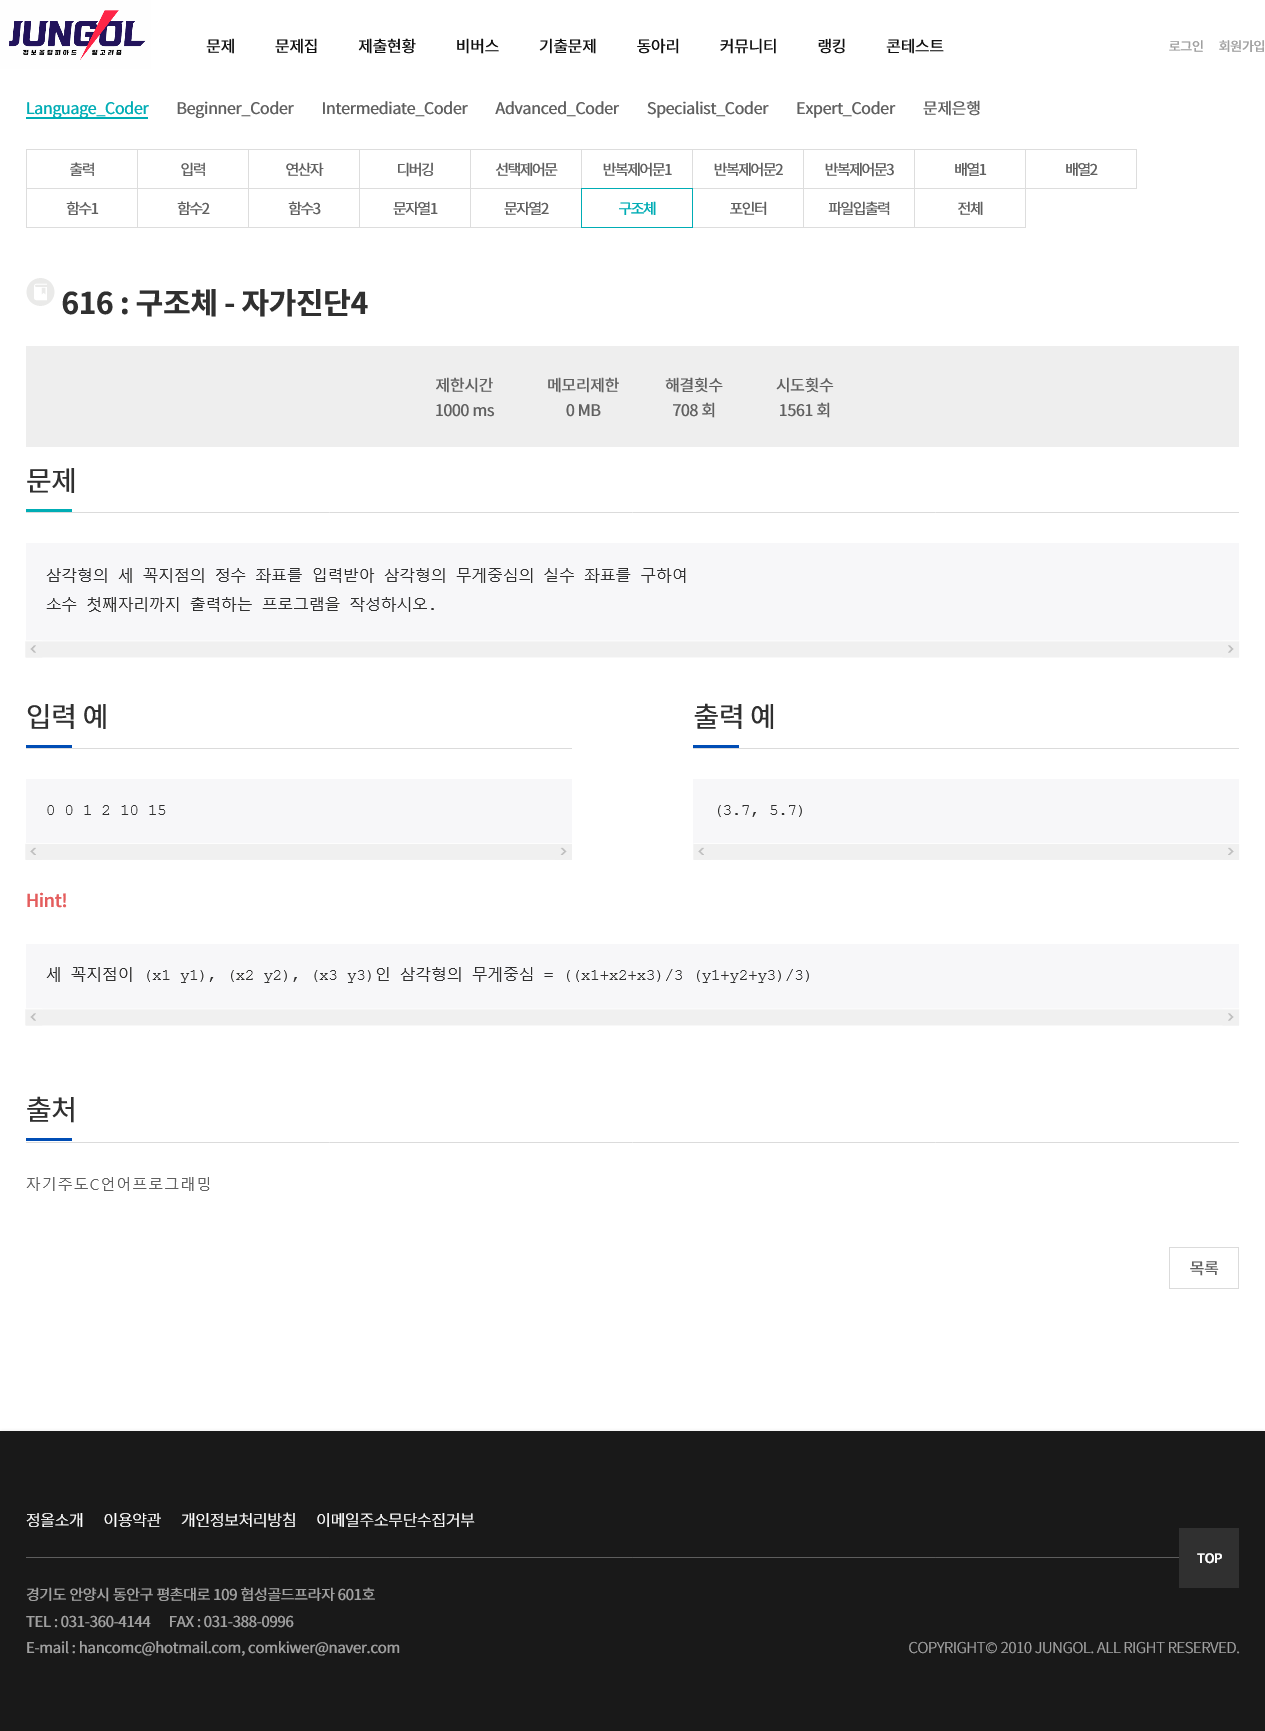 JUNGOL
정보올림피아드 알고리즘
문제 문제집 제출현황 비버스 기출문제 동아리 커뮤니티 랭킹 콘테스트
로그인 회원가입
Language_Coder Beginner_Coder Intermediate_Coder Advanced_Coder Specialist_Coder Expert_Coder 문제은행
출력 입력 연산자 디버깅 선택제어문 반복제어문1 반복제어문2 반복제어문3 배열1 배열2
함수1 함수2 함수3 문자열1 문자열2 구조체 포인터 파일입출력 전체
616 : 구조체 - 자가진단4
제한시간 메모리제한 해결횟수 시도횟수
1000 ms 0 MB 708 회 1561 회
문제
삼각형의 세 꼭지점의 정수 좌표를 입력받아 삼각형의 무게중심의 실수 좌표를 구하여
소수 첫째자리까지 출력하는 프로그램을 작성하시오.
입력 예
0 0 1 2 10 15
출력 예
(3.7, 5.7)
Hint!
세 꼭지점이 (x1 y1), (x2 y2), (x3 y3)인 삼각형의 무게중심 = ((x1+x2+x3)/3 (y1+y2+y3)/3)
출처
자기주도C언어프로그래밍
목록
정올소개 이용약관 개인정보처리방침 이메일주소무단수집거부
TOP
경기도 안양시 동안구 평촌대로 109 협성골드프라자 601호
TEL : 031-360-4144 FAX : 031-388-0996
E-mail : hancomc@hotmail.com, comkiwer@naver.com
COPYRIGHT© 2010 JUNGOL. ALL RIGHT RESERVED.